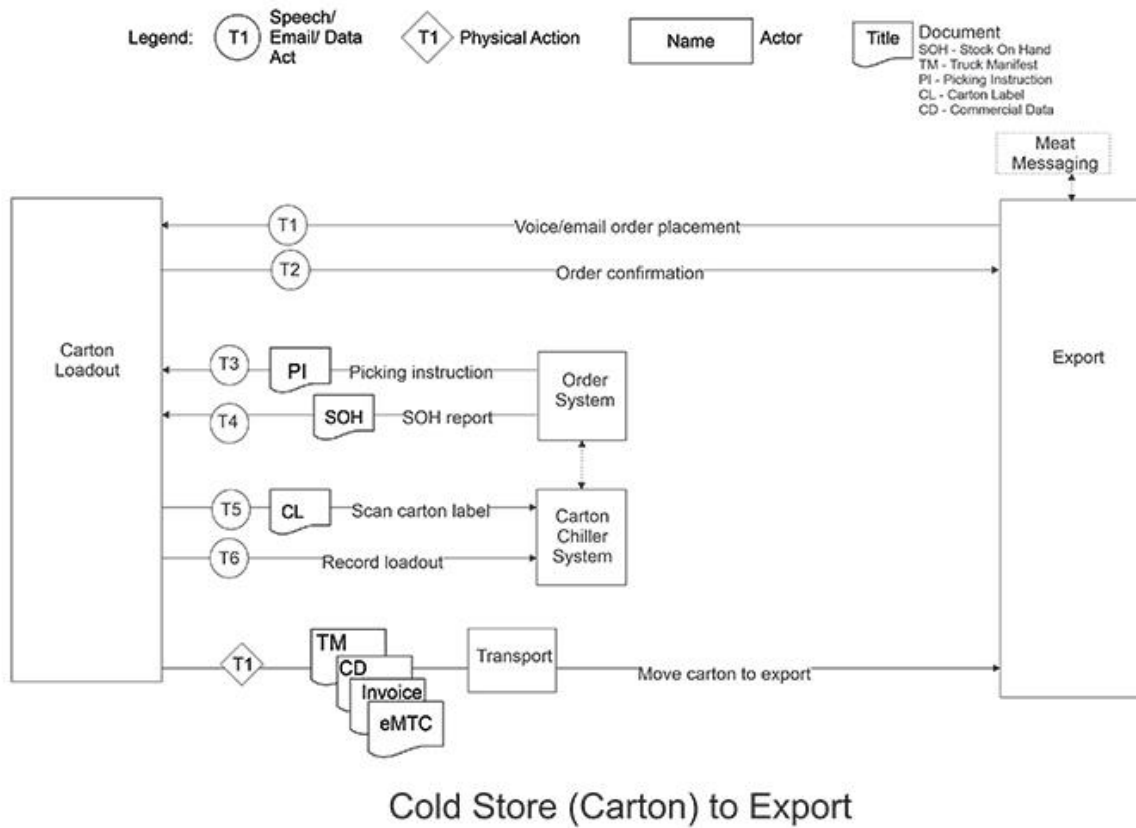 Legend:
T1
Speech/
Email/ Data
Act
T1
Physical Action
Name
Actor
Title
Document
SOH - Stock On Hand
TM - Truck Manifest
PI - Picking Instruction
CL - Carton Label
CD - Commercial Data
Meat
Messaging
T1
Voice/email order placement
T2
Order confirmation
Carton
Loadout
Export
T3
PI
Picking instruction
Order
System
T4
SOH
SOH report
T5
CL
Scan carton label
Carton
Chiller
System
T6
Record loadout
T1
TM
CD
Invoice
eMTC
Transport
Move carton to export
Cold Store (Carton) to Export